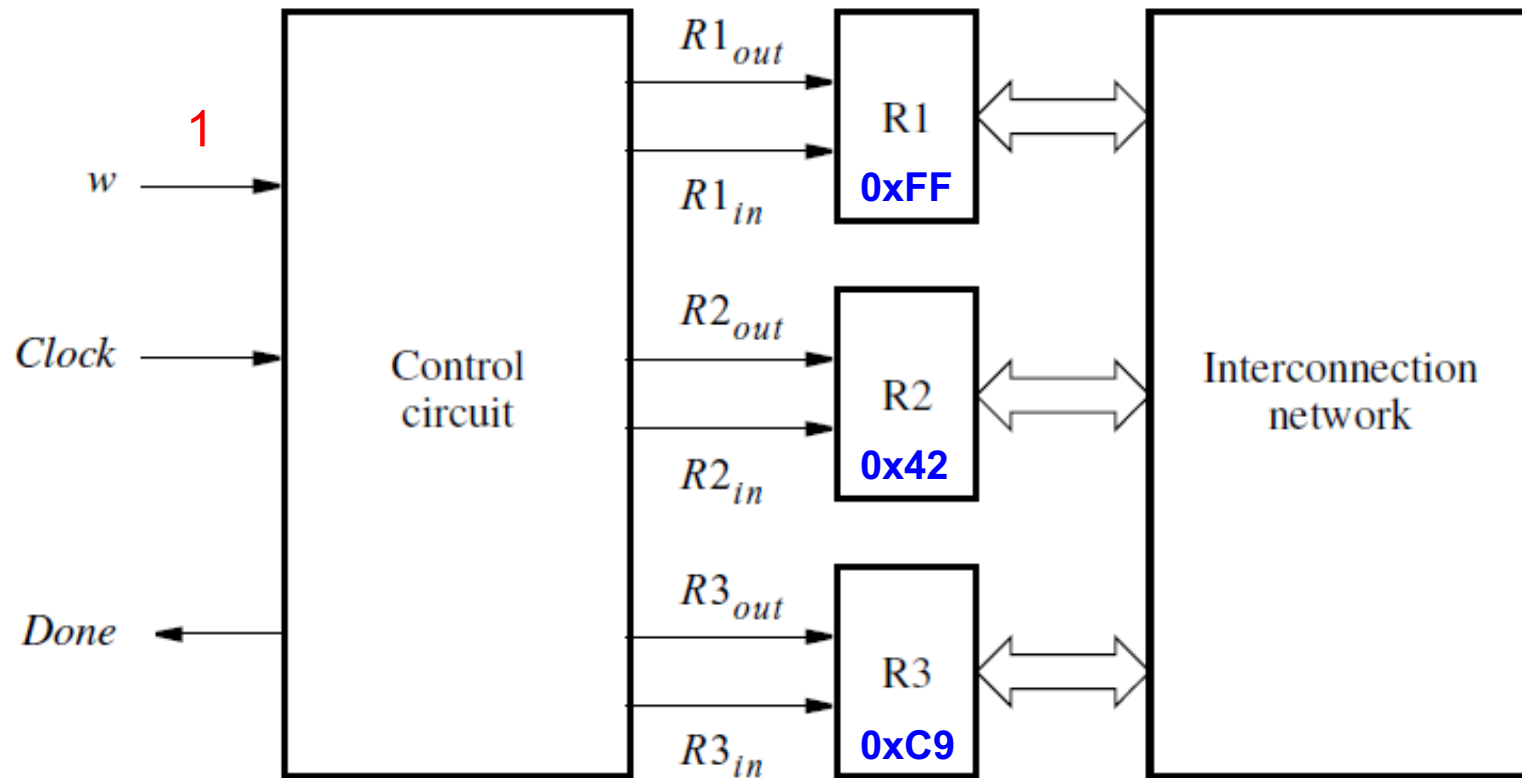 1
w
Clock
Done
Control
circuit
R1out
R1in
R2out
R2in
R3out
R3in
R1
0xFF
R2
0x42
R3
0xC9
Interconnection
network